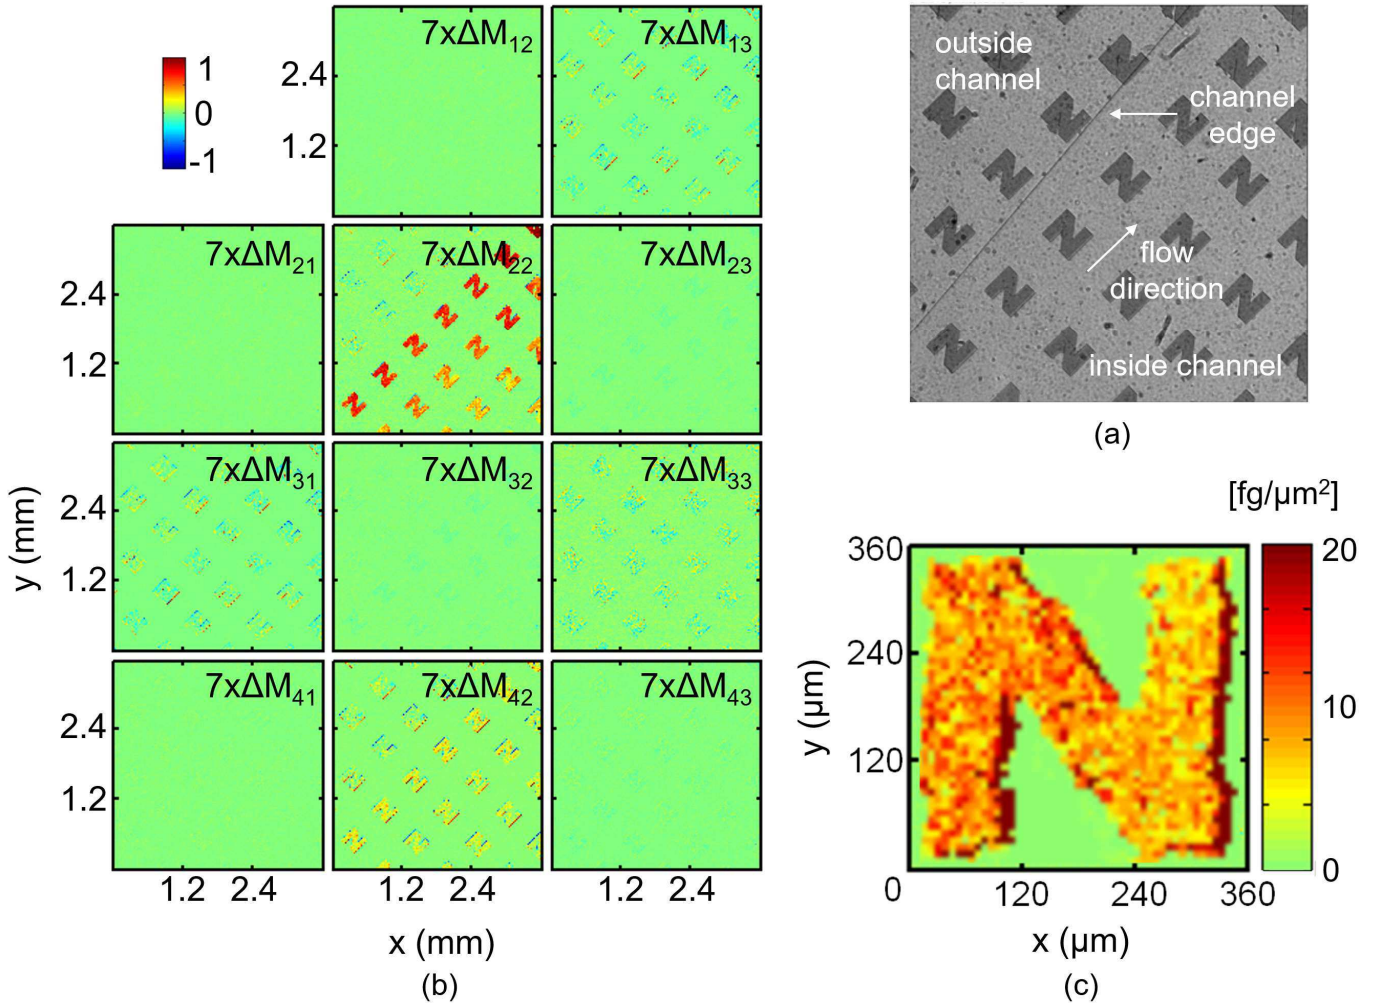 1
0
-1
7xΔM12
7xΔM13
2.4
1.2
7xΔM21
7xΔM22
7xΔM23
2.4
1.2
7xΔM31
7xΔM32
7xΔM33
2.4
1.2
7xΔM41
7xΔM42
7xΔM43
2.4
1.2
1.2 2.4
1.2 2.4
1.2 2.4
y (mm)
x (mm)
(b)
outside
channel
channel
edge
flow
direction
inside channel
(a)
[fg/μm2]
360
240
120
0
120
240
360
y (μm)
x (μm)
20
10
0
(c)